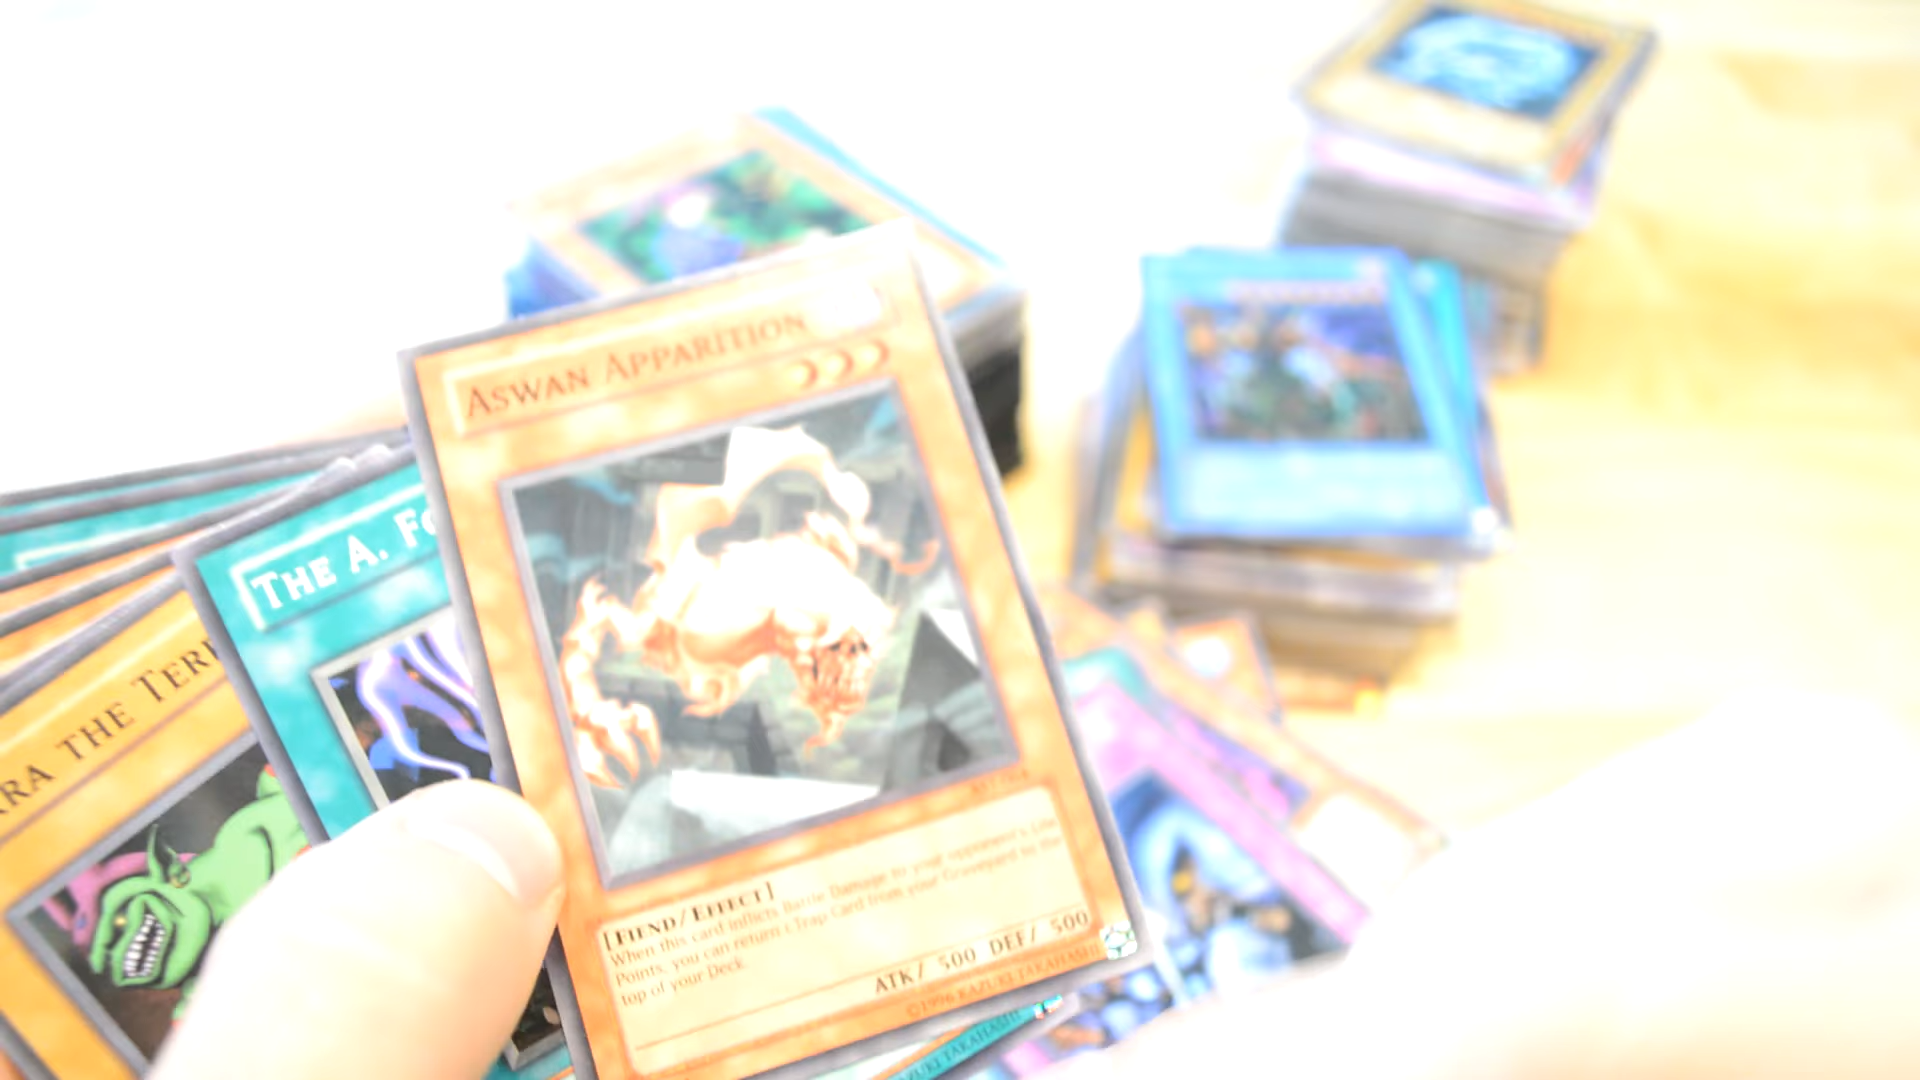 ASWAN APPARITION
[FIEND/EFFECT]
When this card inflicts Battle Damage to your opponent's Life
Points, you can return 1 Trap Card from your Graveyard to the
top of your Deck.
ATK/ 500 DEF/ 500
©1996 KAZUKI TAKAHASHI
THE A. FO
RA THE TERR
AZUKI TAKAHASHI